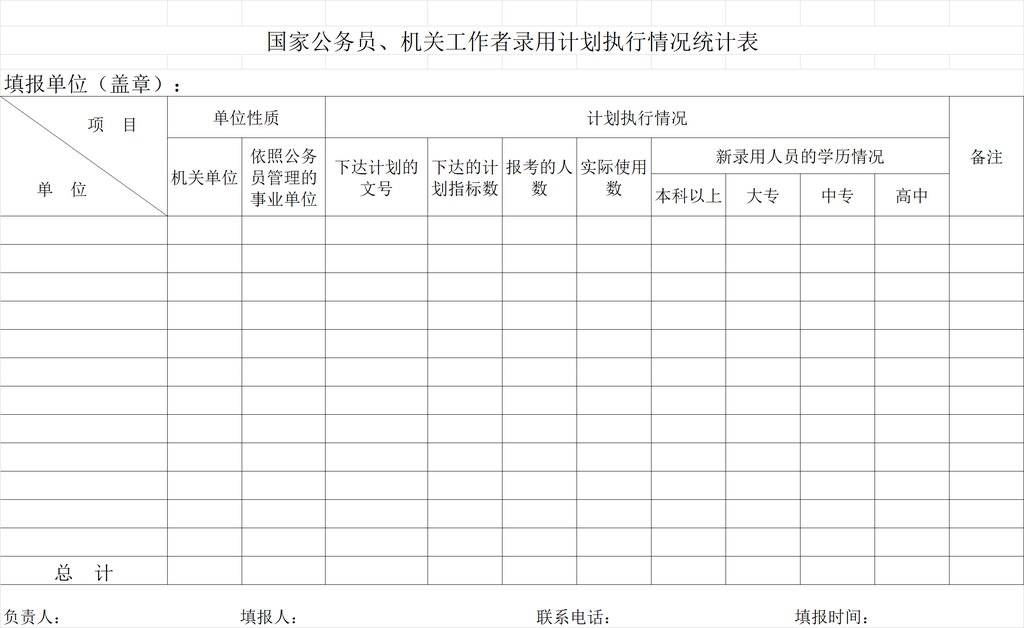 国家公务员、机关工作者录用计划执行情况统计表
填报单位（盖章）：
项 目
单 位
单位性质
计划执行情况
备注
机关单位
依照公务
员管理的
事业单位
下达计划的
文号
下达的计
划指标数
报考的人
数
实际使用
数
新录用人员的学历情况
本科以上
大专
中专
高中
总 计
负责人： 填报人： 联系电话： 填报时间：